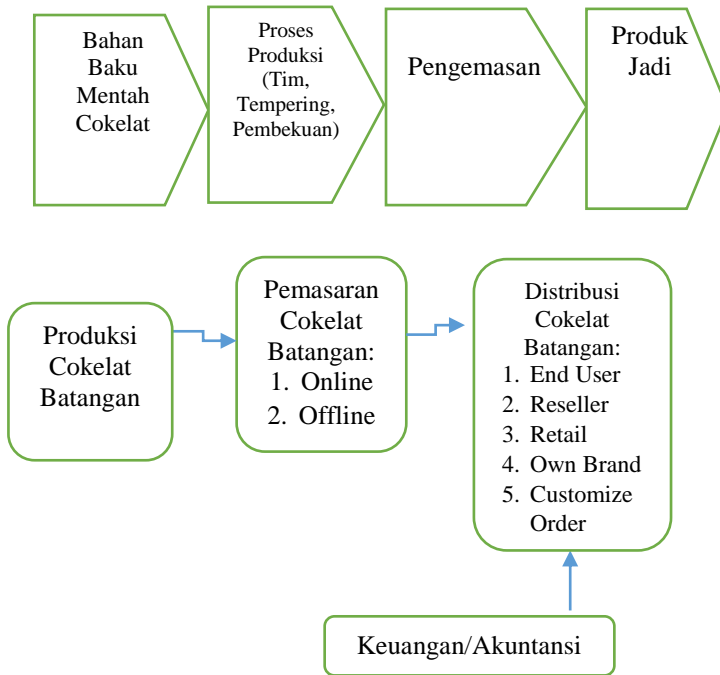 Bahan
Baku
Mentah
Cokelat
Proses
Produksi
(Tim,
Tempering,
Pembekuan)
Pengemasan
Produk
Jadi
Produksi
Cokelat
Batangan
Pemasaran
Cokelat
Batangan:
1. Online
2. Offline
Distribusi
Cokelat
Batangan:
1. End User
2. Reseller
3. Retail
4. Own Brand
5. Customize
Order
Keuangan/Akuntansi